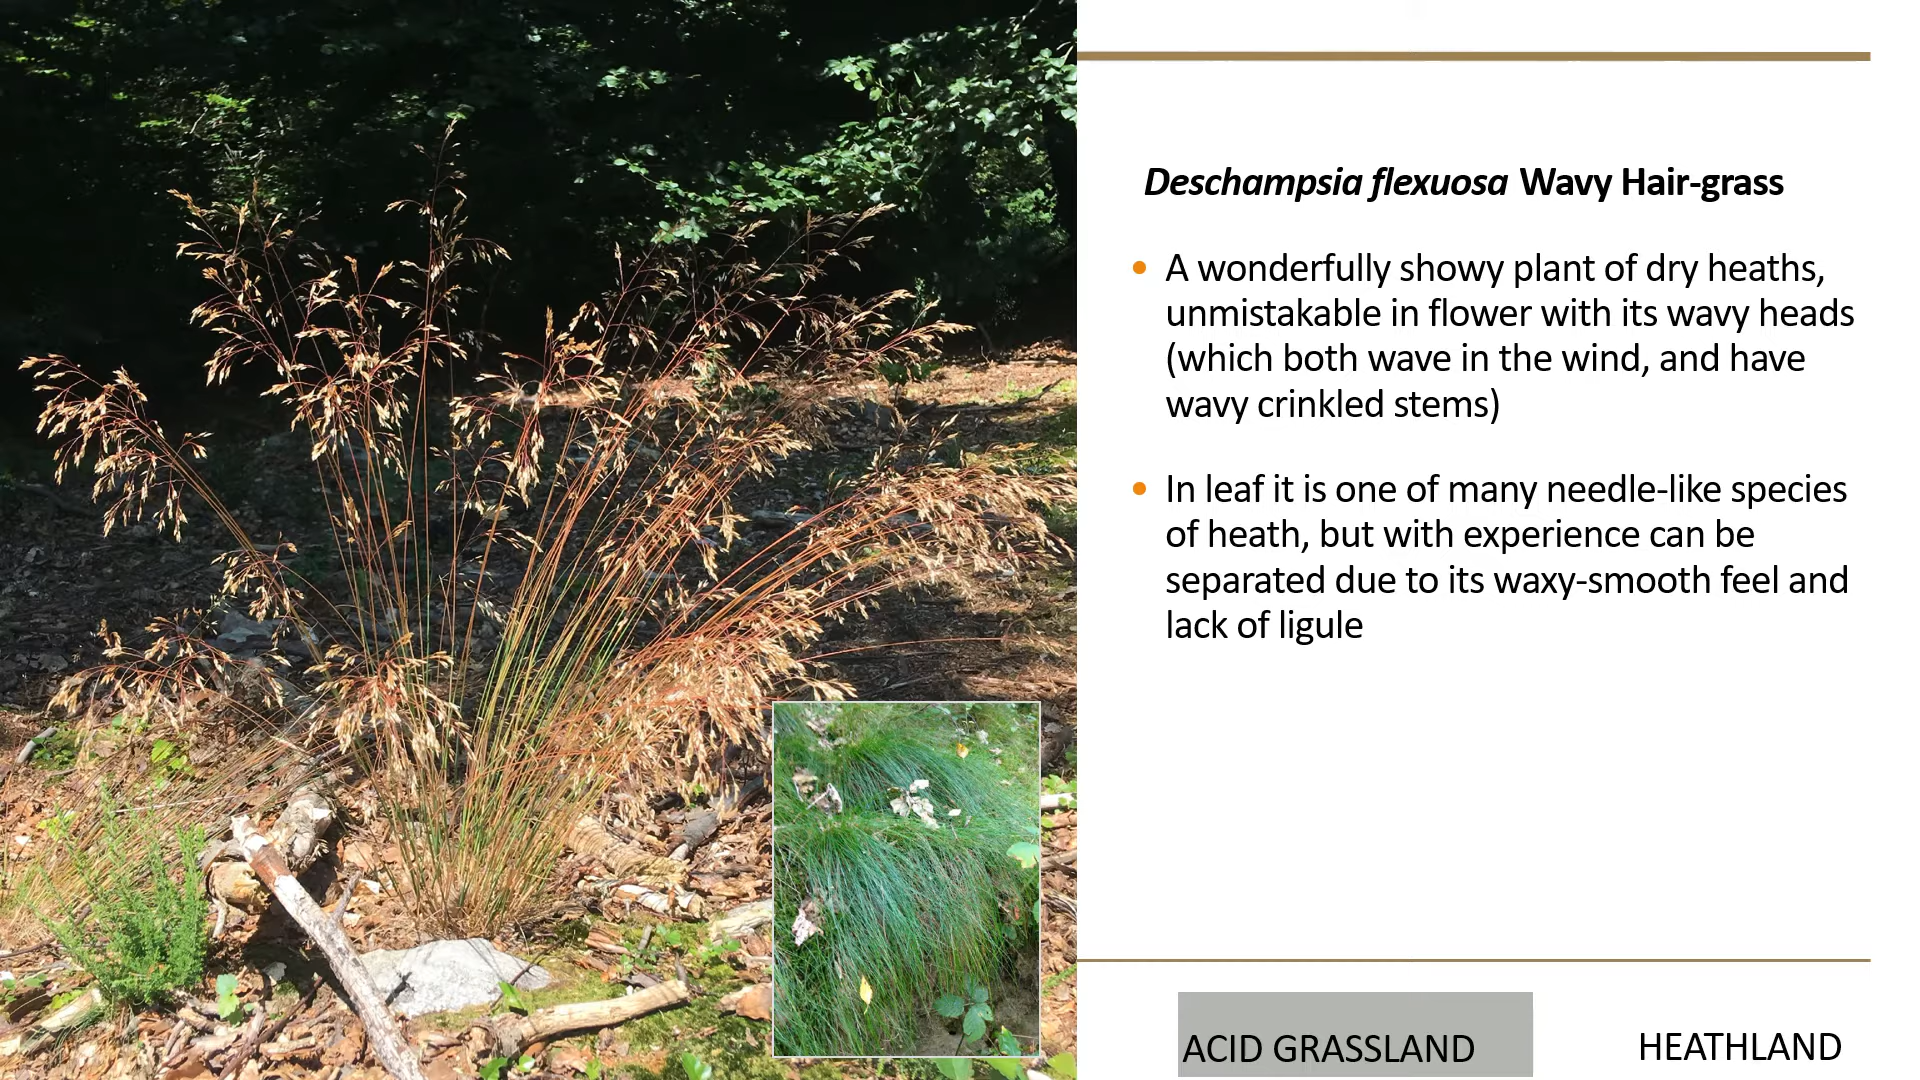 Deschampsia flexuosa Wavy Hair-grass
A wonderfully showy plant of dry heaths,
unmistakable in flower with its wavy heads
(which both wave in the wind, and have
wavy crinkled stems)
In leaf it is one of many needle-like species
of heath, but with experience can be
separated due to its waxy-smooth feel and
lack of ligule
ACID GRASSLAND
HEATHLAND